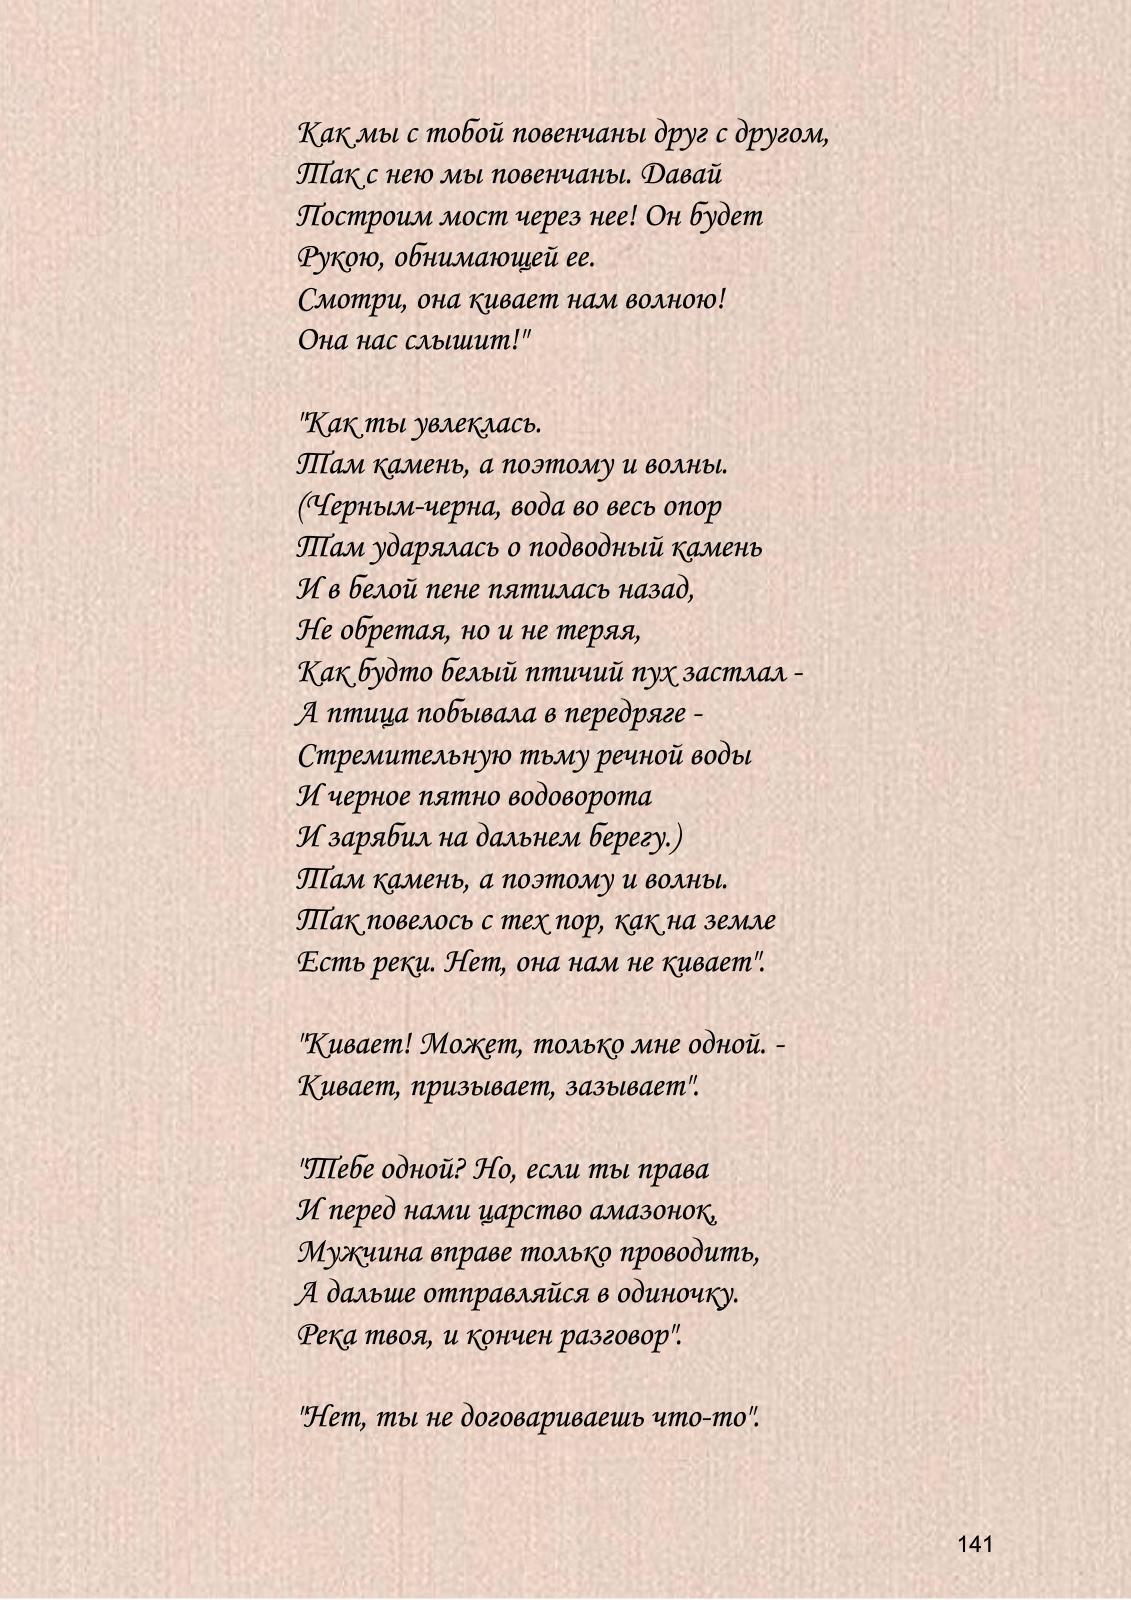 Как мы с тобой повенчаны друг с другом,
Так с нею мы повенчаны. Давай
Построим мост через нее! Он будет
Рукою, обнимающей ее.
Смотри, она кивает нам волною!
Она нас слышит!"
"Как ты увлеклась.
Там камень, а поэтому и волны.
(Черным-черна, вода во весь опор
Там ударялась о подводный камень
И в белой пене пятилась назад,
Не обретая, но и не теряя,
Как будто белый птичий пух застлал -
А птица побывала в передряге -
Стремительную тьму речной воды
И черное пятно водоворота
И зарябил на дальнем берегу.)
Там камень, а поэтому и волны.
Так повелось с тех пор, как на земле
Есть реки. Нет, она нам не кивает".
"Кивает! Может, только мне одной. -
Кивает, призывает, зазывает".
"Тебе одной? Но, если ты права
И перед нами царство амазонок,
Мужчина вправе только проводить,
А дальше отправляйся в одиночку.
Река твоя, и кончен разговор".
"Нет, ты не договариваешь что-то".
141